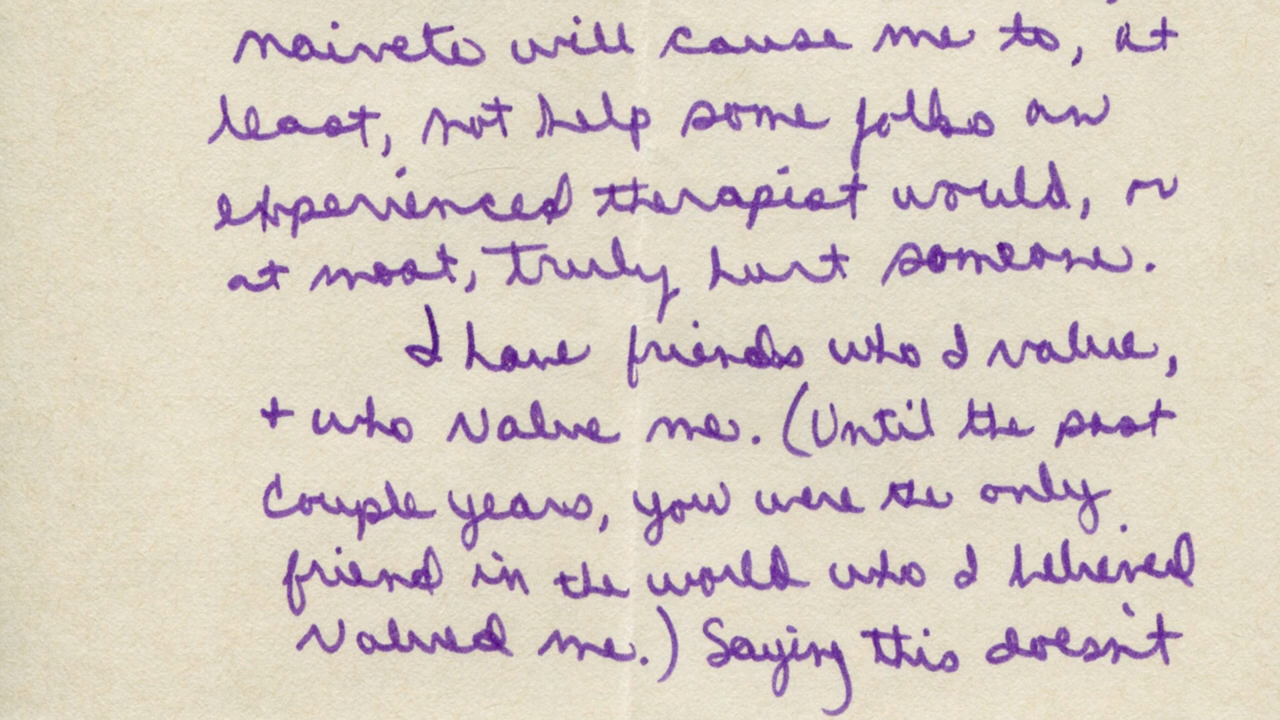 naivete will cause me to, at
least, not help some folks an
experienced therapist would, or
at most, truly hurt someone.
I have friends who I value,
+ who value me. (Until the past
couple years, you were the only
friend in the world who I believed
valued me.) Saying this doesn't